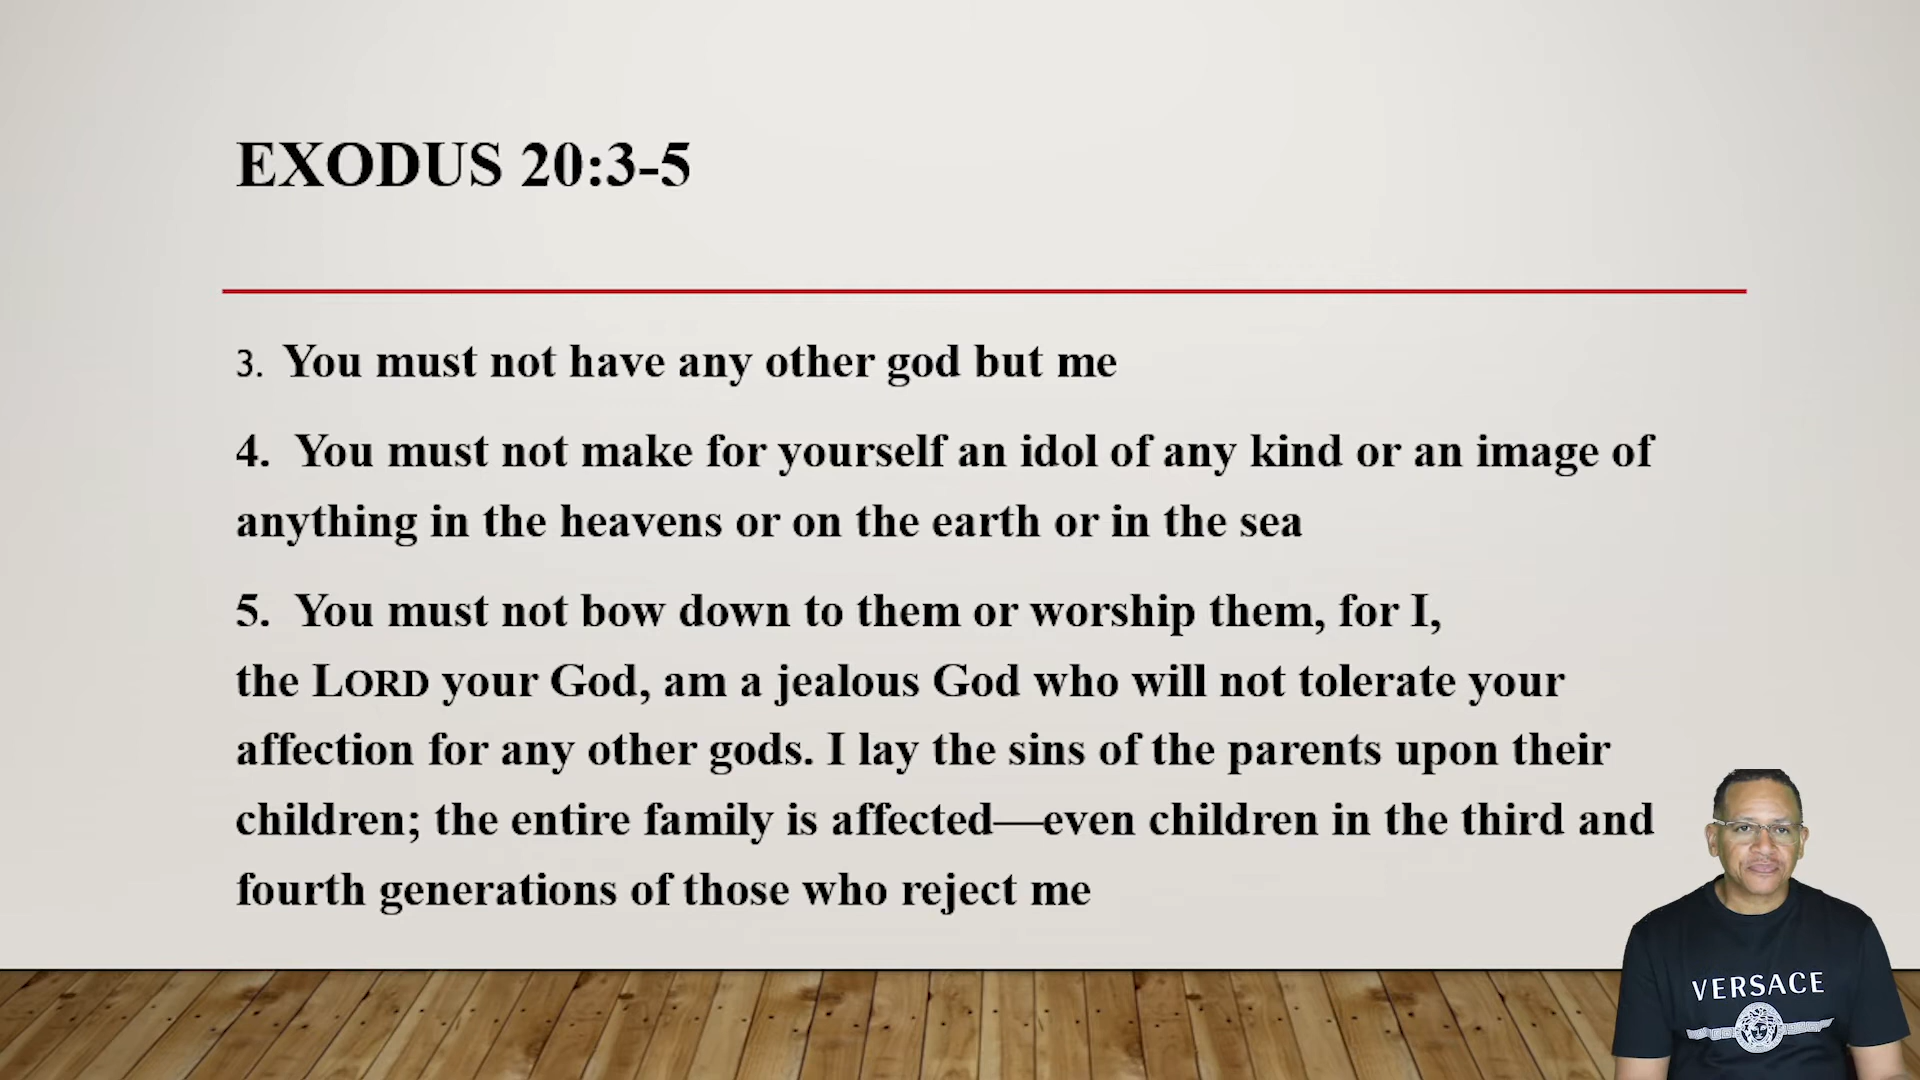 EXODUS 20:3-5
3. You must not have any other god but me
4. You must not make for yourself an idol of any kind or an image of
anything in the heavens or on the earth or in the sea
5. You must not bow down to them or worship them, for I,
the LORD your God, am a jealous God who will not tolerate your
affection for any other gods. I lay the sins of the parents upon their
children; the entire family is affected—even children in the third and
fourth generations of those who reject me
VERSACE